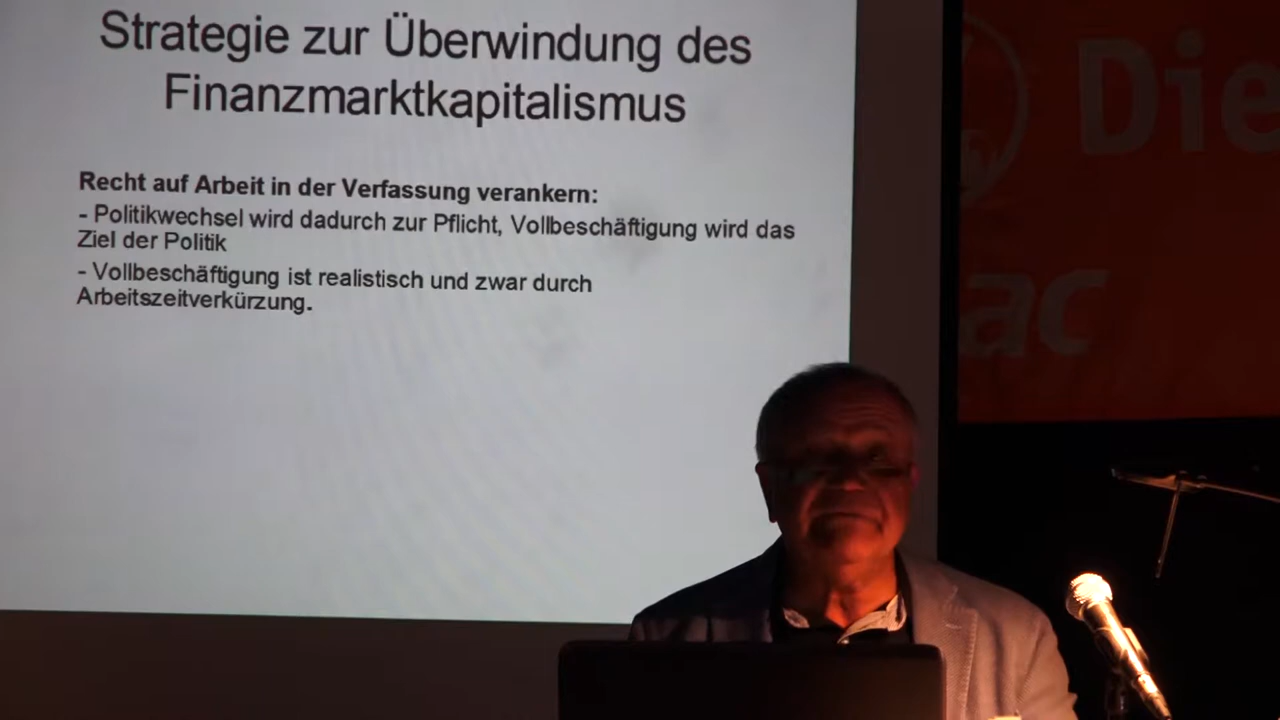 Strategie zur Überwindung des
Finanzmarktkapitalismus
Recht auf Arbeit in der Verfassung verankern:
- Politikwechsel wird dadurch zur Pflicht, Vollbeschäftigung wird das
Ziel der Politik
- Vollbeschäftigung ist realistisch und zwar durch
Arbeitszeitverkürzung.
Die
ac